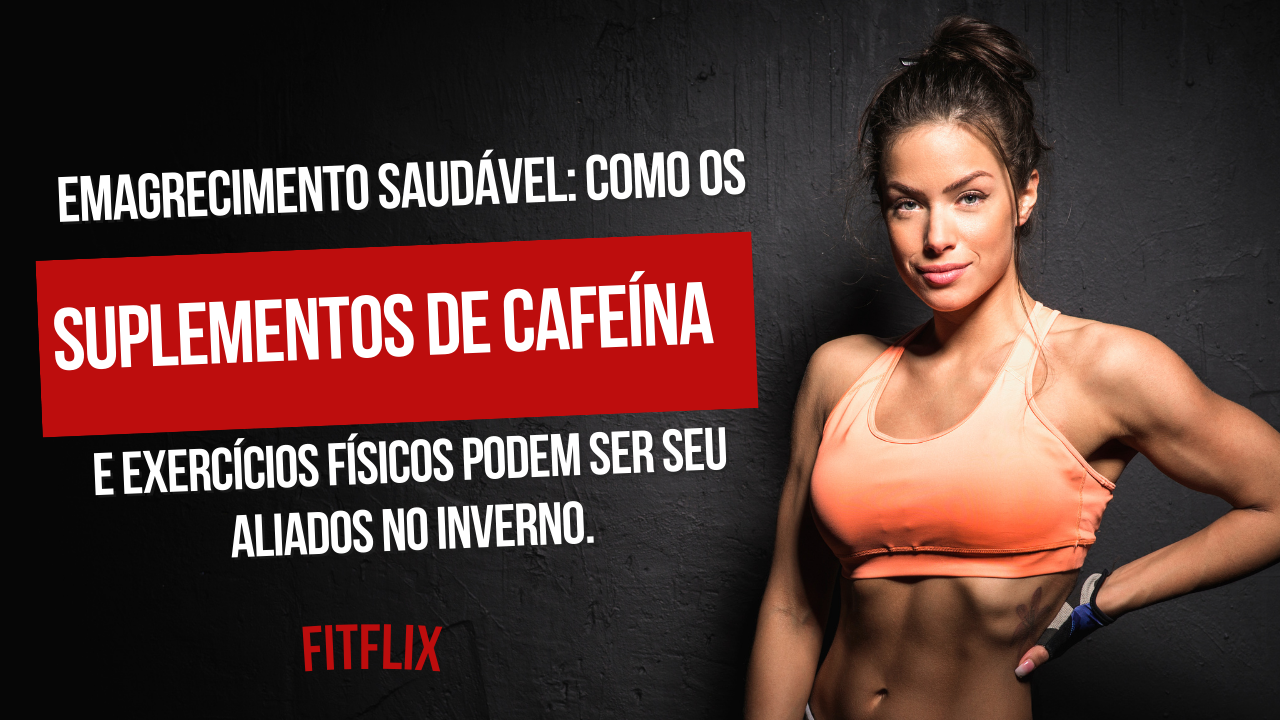 EMAGRECIMENTO SAUDÁVEL: COMO OS
SUPLEMENTOS DE CAFEÍNA
E EXERCÍCIOS FÍSICOS PODEM SER SEU
ALIADOS NO INVERNO.
FITFLIX